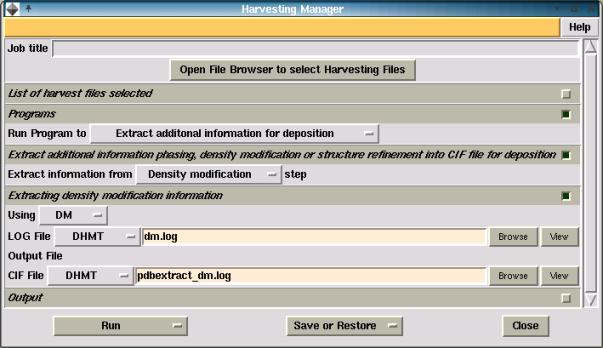 Harvesting Manager
Help
Job title
Open File Browser to select Harvesting Files
List of harvest files selected
Programs
Run Program to Extract additonal information for deposition
Extract additional information phasing, density modification or structure refinement into CIF file for deposition
Extract information from Density modification step
Extracting density modification information
Using DM
LOG File DHMT dm.log Browse View
Output File
CIF File DHMT pdbextract_dm.log Browse View
Output
Run Save or Restore Close